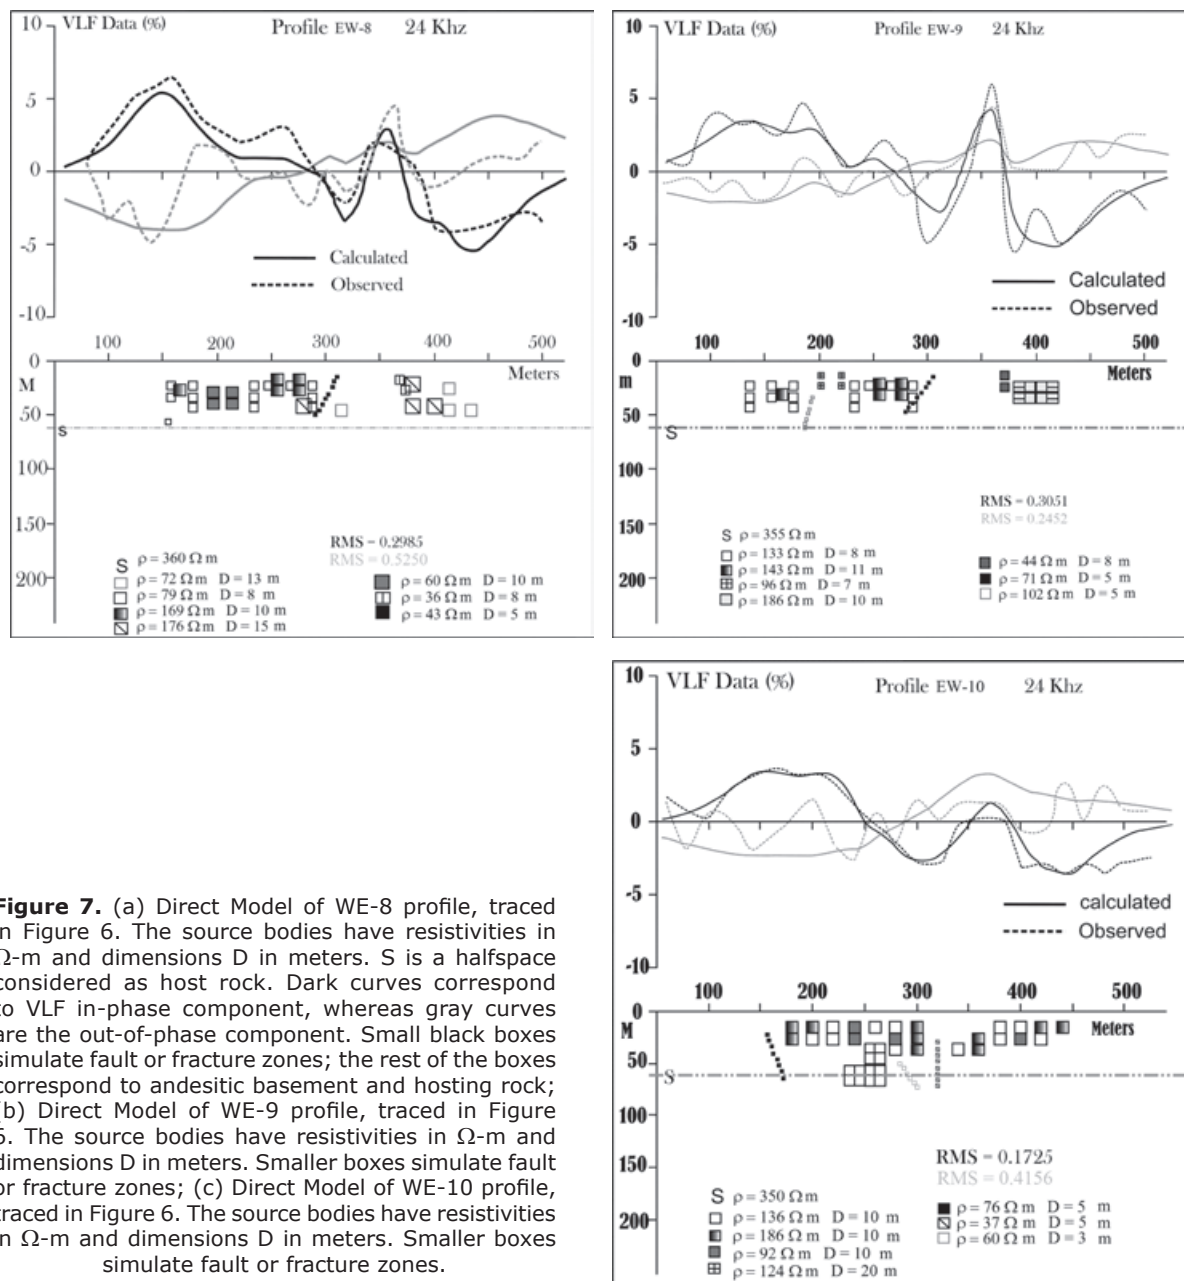 VLF Data (%) Profile EW-8 24 Khz
10
5
0
-5
-10
Calculated
Observed
100 200 300 400 500
Meters
0
M
50
S
100
150
200
RMS = 0.2985
RMS = 0.5250
S ρ = 360 Ω m
ρ = 72 Ω m D = 13 m
ρ = 79 Ω m D = 8 m
ρ = 169 Ω m D = 10 m
ρ = 176 Ω m D = 15 m
ρ = 60 Ω m D = 10 m
ρ = 36 Ω m D = 8 m
ρ = 43 Ω m D = 5 m
VLF Data (%) Profile EW-9 24 Khz
10
5
0
-5
-10
Calculated
Observed
100 200 300 400 500
Meters
0
m
50
S
100
150
200
RMS = 0.3051
RMS = 0.2452
S ρ = 355 Ω m
ρ = 133 Ω m D = 8 m
ρ = 143 Ω m D = 11 m
ρ = 96 Ω m D = 7 m
ρ = 186 Ω m D = 10 m
ρ = 44 Ω m D = 8 m
ρ = 71 Ω m D = 5 m
ρ = 102 Ω m D = 5 m
VLF Data (%) Profile EW-10 24 Khz
10
5
0
-5
-10
calculated
Observed
100 200 300 400 500
0
M
Meters
50
S
100
150
200
RMS = 0.1725
RMS = 0.4156
S ρ = 350 Ω m
ρ = 136 Ω m D = 10 m
ρ = 186 Ω m D = 10 m
ρ = 92 Ω m D = 10 m
ρ = 124 Ω m D = 20 m
ρ = 76 Ω m D = 5 m
ρ = 37 Ω m D = 5 m
ρ = 60 Ω m D = 3 m
Figure 7. (a) Direct Model of WE-8 profile, traced
in Figure 6. The source bodies have resistivities in
Ω-m and dimensions D in meters. S is a halfspace
considered as host rock. Dark curves correspond
to VLF in-phase component, whereas gray curves
are the out-of-phase component. Small black boxes
simulate fault or fracture zones; the rest of the boxes
correspond to andesitic basement and hosting rock;
(b) Direct Model of WE-9 profile, traced in Figure
6. The source bodies have resistivities in Ω-m and
dimensions D in meters. Smaller boxes simulate fault
or fracture zones; (c) Direct Model of WE-10 profile,
traced in Figure 6. The source bodies have resistivities
in Ω-m and dimensions D in meters. Smaller boxes
simulate fault or fracture zones.